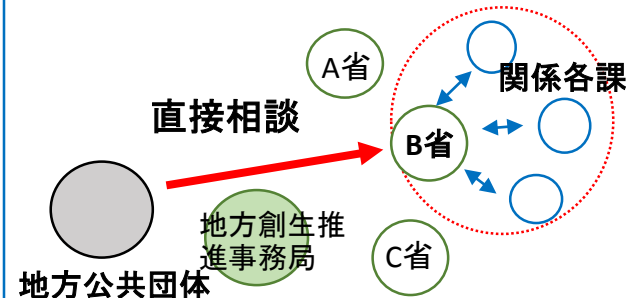 A省
関係各課
直接相談
B省
地方創生推
進事務局
C省
地方公共団体